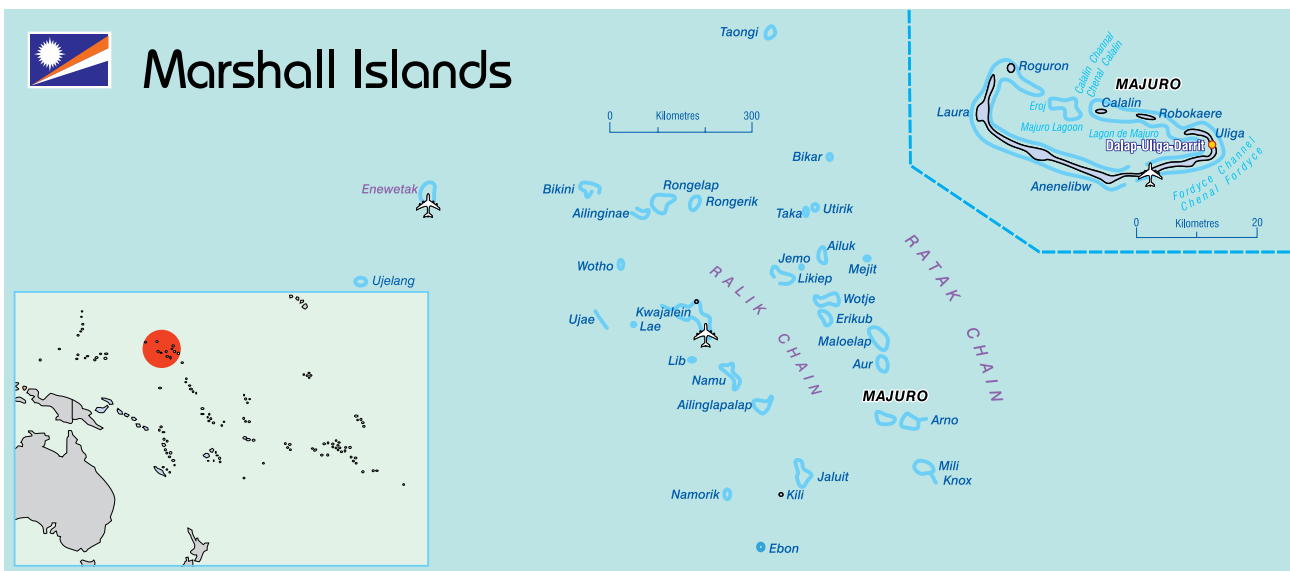 Marshall Islands
Taongi
0 Kilometres 300
Bikar
Enewetak
Bikini
Rongelap
Rongerik
Ailinginae
Taka
Utirik
Ailuk
Jemo
Mejit
Likiep
Wotho
Ujelang
RALIK CHAIN
RATAK CHAIN
Wotje
Kwajalein
Erikub
Ujae
Lae
Maloelap
Lib
Aur
Namu
MAJURO
Ailinglapalap
Arno
Jaluit
Mili
Knox
Namorik
Kili
Ebon
Roguron
Calalin Channal
Chenal Calalin
MAJURO
Eroj
Calalin
Laura
Robokaere
Majuro Lagoon
Lagon de Majuro
Uliga
Dalap-Uliga-Darrit
Anenelibw
Fordyce Channel
Chenal Fordyce
0 Kilometres 20